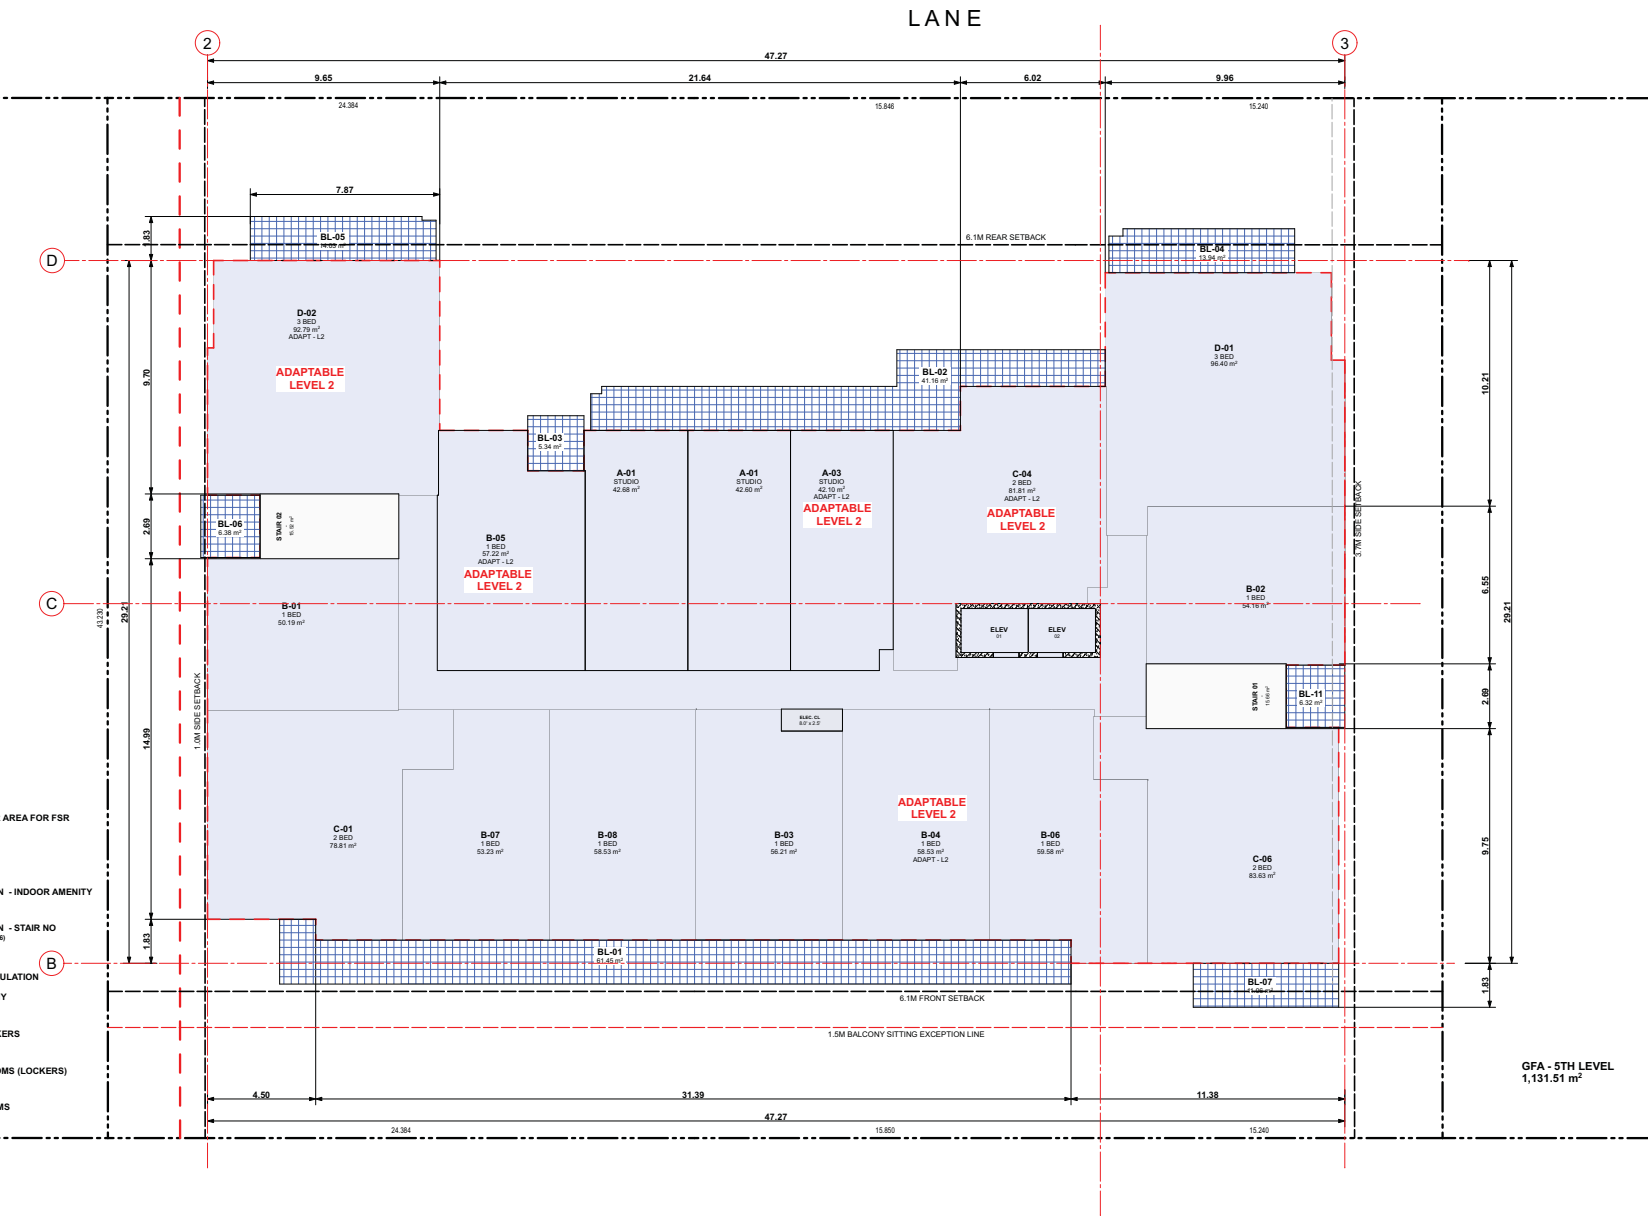 LANE
2
3
47.27
9.65
21.64
6.02
9.96
24.384
15.846
15.240
7.87
1.83
BL-05
6.1M REAR SETBACK
BL-04
13.94 m²
D
D-02
3 BED
92.79 m²
ADAPT - L2
ADAPTABLE
LEVEL 2
D-01
3 BED
96.40 m²
9.70
10.21
BL-02
41.16 m²
BL-03
5.34 m²
A-01
STUDIO
42.68 m²
A-01
STUDIO
42.60 m²
A-03
STUDIO
42.10 m²
ADAPT - L2
ADAPTABLE
LEVEL 2
C-04
2 BED
81.81 m²
ADAPT - L2
ADAPTABLE
LEVEL 2
3.7M SIDE SETBACK
2.69
BL-06
6.38 m²
STAIR 02
B-05
1 BED
57.22 m²
ADAPT - L2
ADAPTABLE
LEVEL 2
6.55
29.21
C
43.230
29.21
B-01
1 BED
50.19 m²
B-02
1 BED
54.16 m²
ELEV
01
ELEV
02
1.0M SIDE SETBACK
14.99
STAIR 01
BL-11
6.32 m²
2.69
ELEC. CL
AREA FOR FSR
C-01
2 BED
78.81 m²
B-07
1 BED
53.23 m²
B-08
1 BED
58.53 m²
B-03
1 BED
56.21 m²
ADAPTABLE
LEVEL 2
B-04
1 BED
58.53 m²
ADAPT - L2
B-06
1 BED
59.58 m²
C-06
2 BED
83.63 m²
9.75
N - INDOOR AMENITY
N - STAIR NO
1.83
BL-01
61.45 m²
B
ULATION
Y
BL-07
1.83
6.1M FRONT SETBACK
KERS
1.5M BALCONY SITTING EXCEPTION LINE
OMS (LOCKERS)
GFA - 5TH LEVEL
1,131.51 m²
MS
4.50
31.39
11.38
47.27
24.384
15.850
15.240